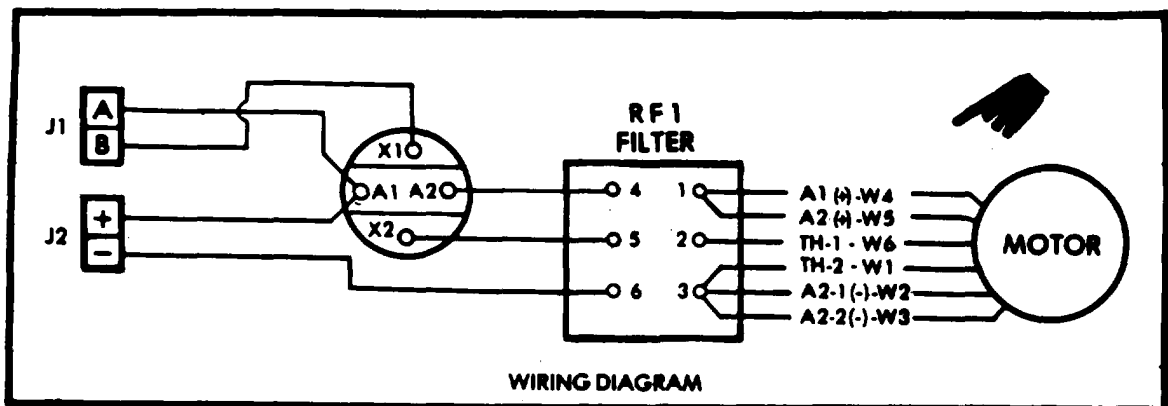 J1
A
B
J2
+
-
X1
A1 A2
X2
RF1
FILTER
4
5
6
1
2
3
A1 (+)-W4
A2 (+)-W5
TH-1 - W6
TH-2 - W1
A2-1(-)-W2
A2-2(-)-W3
MOTOR
WIRING DIAGRAM